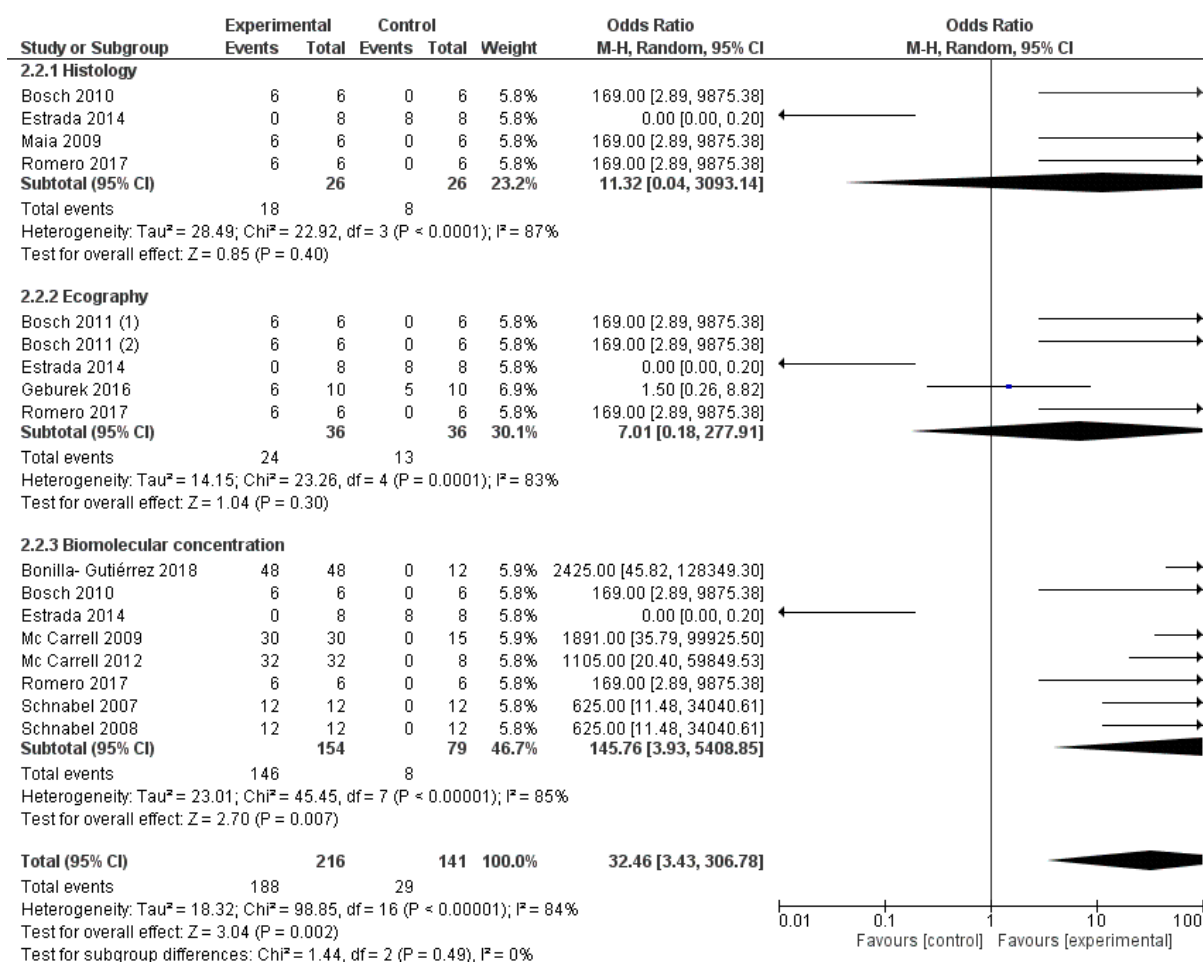 Experimental Control Odds Ratio Odds Ratio
Study or Subgroup Events Total Events Total Weight M-H, Random, 95% CI M-H, Random, 95% CI
2.2.1 Histology
Bosch 2010 6 6 0 6 5.8% 169.00 [2.89, 9875.38]
Estrada 2014 0 8 8 8 5.8% 0.00 [0.00, 0.20]
Maia 2009 6 6 0 6 5.8% 169.00 [2.89, 9875.38]
Romero 2017 6 6 0 6 5.8% 169.00 [2.89, 9875.38]
Subtotal (95% CI) 26 26 23.2% 11.32 [0.04, 3093.14]
Total events 18 8
Heterogeneity: Tau² = 28.49; Chi² = 22.92, df = 3 (P < 0.0001); I² = 87%
Test for overall effect: Z = 0.85 (P = 0.40)
2.2.2 Ecography
Bosch 2011 (1) 6 6 0 6 5.8% 169.00 [2.89, 9875.38]
Bosch 2011 (2) 6 6 0 6 5.8% 169.00 [2.89, 9875.38]
Estrada 2014 0 8 8 8 5.8% 0.00 [0.00, 0.20]
Geburek 2016 6 10 5 10 6.9% 1.50 [0.26, 8.82]
Romero 2017 6 6 0 6 5.8% 169.00 [2.89, 9875.38]
Subtotal (95% CI) 36 36 30.1% 7.01 [0.18, 277.91]
Total events 24 13
Heterogeneity: Tau² = 14.15; Chi² = 23.26, df = 4 (P = 0.0001); I² = 83%
Test for overall effect: Z = 1.04 (P = 0.30)
2.2.3 Biomolecular concentration
Bonilla- Gutiérrez 2018 48 48 0 12 5.9% 2425.00 [45.82, 128349.30]
Bosch 2010 6 6 0 6 5.8% 169.00 [2.89, 9875.38]
Estrada 2014 0 8 8 8 5.8% 0.00 [0.00, 0.20]
Mc Carrell 2009 30 30 0 15 5.9% 1891.00 [35.79, 99925.50]
Mc Carrell 2012 32 32 0 8 5.8% 1105.00 [20.40, 59849.53]
Romero 2017 6 6 0 6 5.8% 169.00 [2.89, 9875.38]
Schnabel 2007 12 12 0 12 5.8% 625.00 [11.48, 34040.61]
Schnabel 2008 12 12 0 12 5.8% 625.00 [11.48, 34040.61]
Subtotal (95% CI) 154 79 46.7% 145.76 [3.93, 5408.85]
Total events 146 8
Heterogeneity: Tau² = 23.01; Chi² = 45.45, df = 7 (P < 0.00001); I² = 85%
Test for overall effect: Z = 2.70 (P = 0.007)
Total (95% CI) 216 141 100.0% 32.46 [3.43, 306.78]
Total events 188 29
Heterogeneity: Tau² = 18.32; Chi² = 98.85, df = 16 (P < 0.00001); I² = 84%
Test for overall effect: Z = 3.04 (P = 0.002)
Test for subgroup differences: Chi² = 1.44, df = 2 (P = 0.49), I² = 0%
0.01 0.1 1 10 100
Favours [control] Favours [experimental]